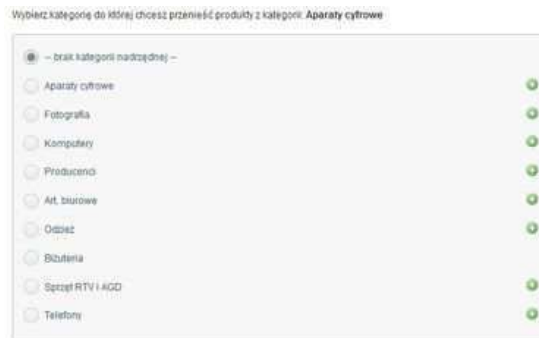 Wybierz kategorię do której chcesz przenieść produkty z kategorii: Aparaty cyfrowe
-- brak kategorii nadrzędnej --
Aparaty cyfrowe
Fotografia
Komputery
Producenci
Art. biurowe
Odzież
Biżuteria
Sprzęt RTV i AGD
Telefony